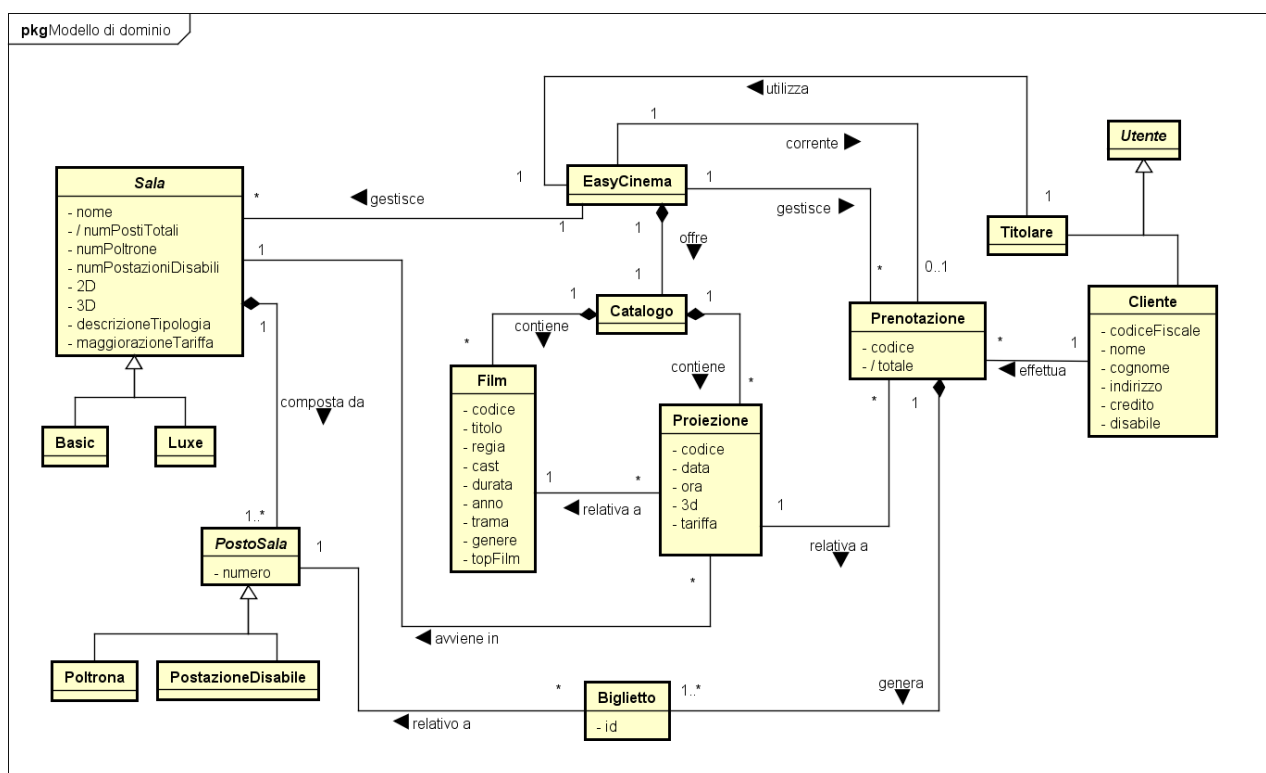 pkg Modello di dominio
utilizza
1
corrente
Utente
Sala
- nome
- / numPostiTotali
- numPoltrone
- numPostazioniDisabili
- 2D
- 3D
- descrizioneTipologia
- maggiorazioneTariffa
*
gestisce
1
1
EasyCinema
1
gestisce
1
Titolare
1
1
offre
1
*
0..1
Catalogo
1
1
contiene
contiene
*
*
1
composta da
Basic
Luxe
Film
- codice
- titolo
- regia
- cast
- durata
- anno
- trama
- genere
- topFilm
Proiezione
- codice
- data
- ora
- 3d
- tariffa
Prenotazione
- codice
- / totale
*
effettua
1
Cliente
- codiceFiscale
- nome
- cognome
- indirizzo
- credito
- disabile
*
1
1
relativa a
*
1
relativa a
1..*
PostoSala
- numero
1
*
avviene in
Poltrona
PostazioneDisabile
*
relativo a
Biglietto
- id
1..*
genera